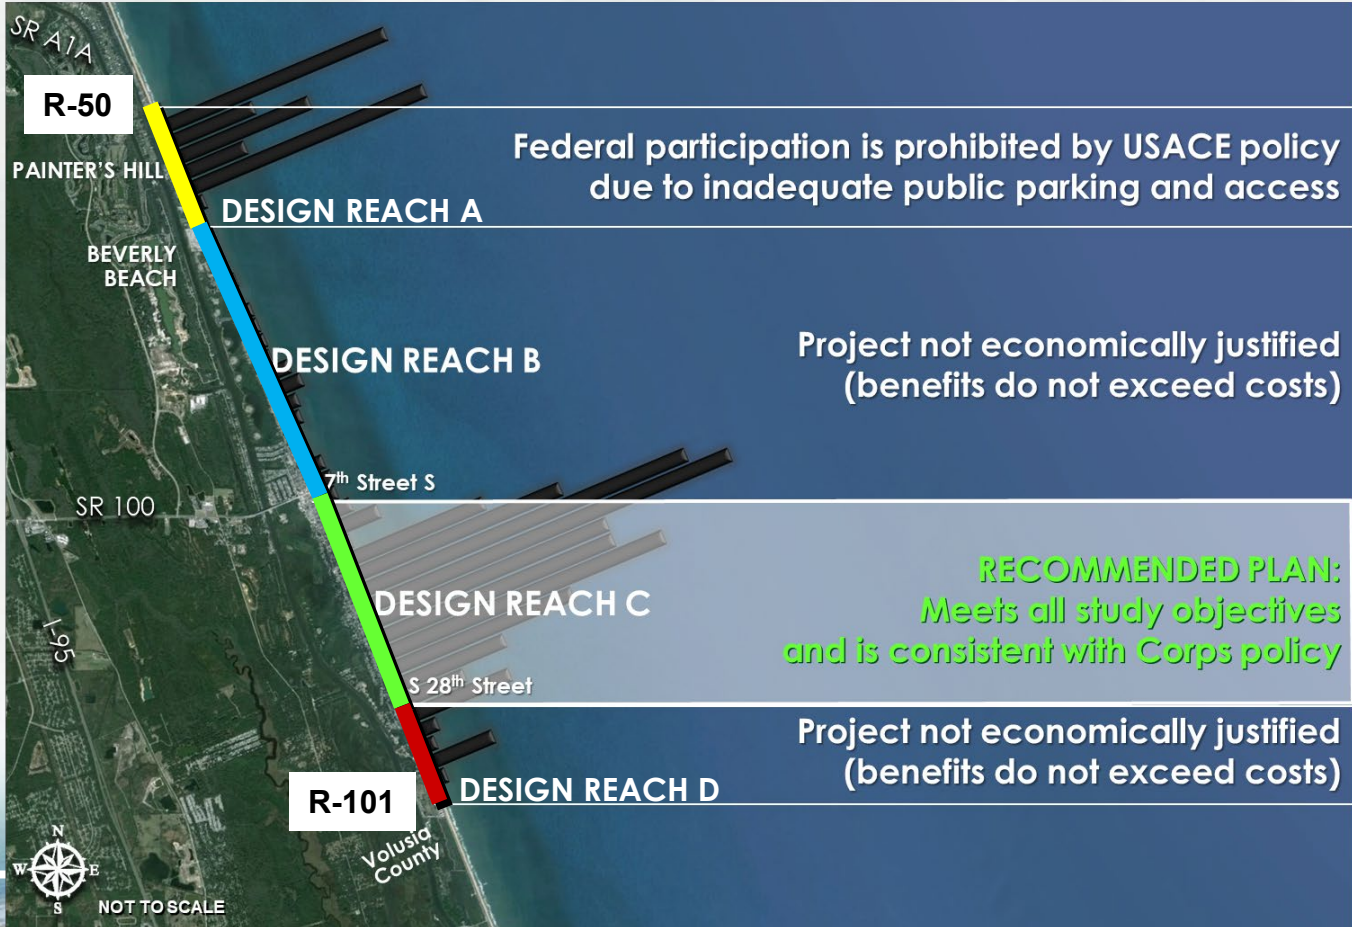 SR A1A
R-50
Federal participation is prohibited by USACE policy
due to inadequate public parking and access
PAINTER'S HILL
DESIGN REACH A
BEVERLY
BEACH
DESIGN REACH B
Project not economically justified
(benefits do not exceed costs)
7th Street S
SR 100
RECOMMENDED PLAN:
Meets all study objectives
and is consistent with Corps policy
DESIGN REACH C
I-95
S 28th Street
Project not economically justified
(benefits do not exceed costs)
DESIGN REACH D
R-101
Volusia
County
N
W
E
S
NOT TO SCALE